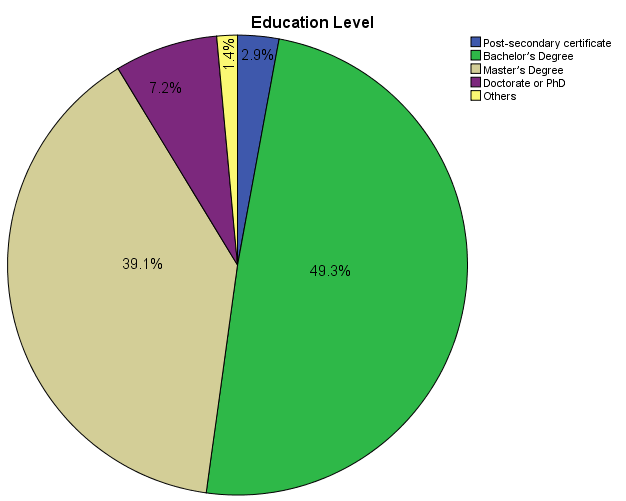 Education Level
Post-secondary certificate
Bachelor's Degree
Master's Degree
Doctorate or PhD
Others
1.4%
2.9%
7.2%
39.1%
49.3%